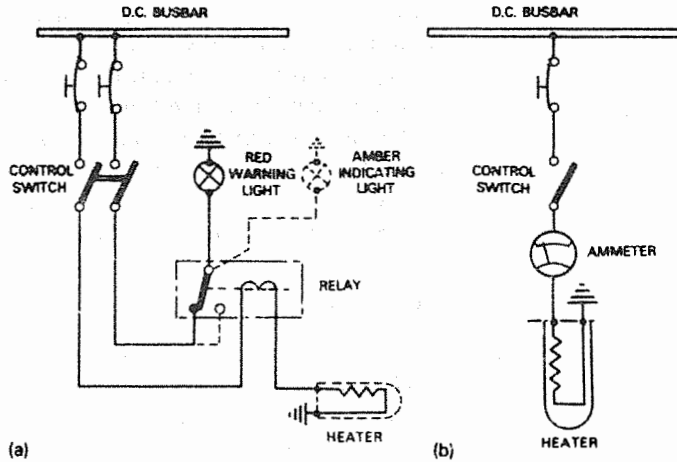 D.C. BUSBAR
CONTROL
SWITCH
RED
WARNING
LIGHT
AMBER
INDICATING
LIGHT
RELAY
HEATER
(a)
D.C. BUSBAR
CONTROL
SWITCH
AMMETER
HEATER
(b)